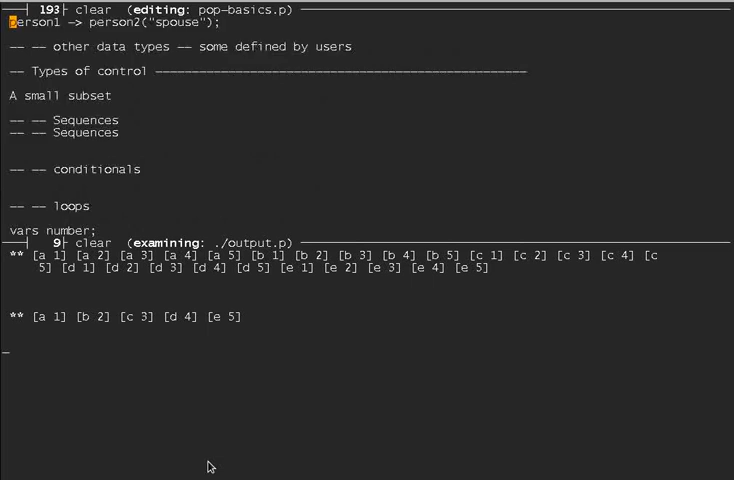 193 clear (editing: pop-basics.p)
person1 -> person2("spouse");
-- -- other data types -- some defined by users
-- Types of control
A small subset
-- -- Sequences
-- -- Sequences
-- -- conditionals
-- -- loops
vars number;
9 clear (examining: ./output.p)
** [a 1] [a 2] [a 3] [a 4] [a 5] [b 1] [b 2] [b 3] [b 4] [b 5] [c 1] [c 2] [c 3] [c 4] [c
5] [d 1] [d 2] [d 3] [d 4] [d 5] [e 1] [e 2] [e 3] [e 4] [e 5]
** [a 1] [b 2] [c 3] [d 4] [e 5]